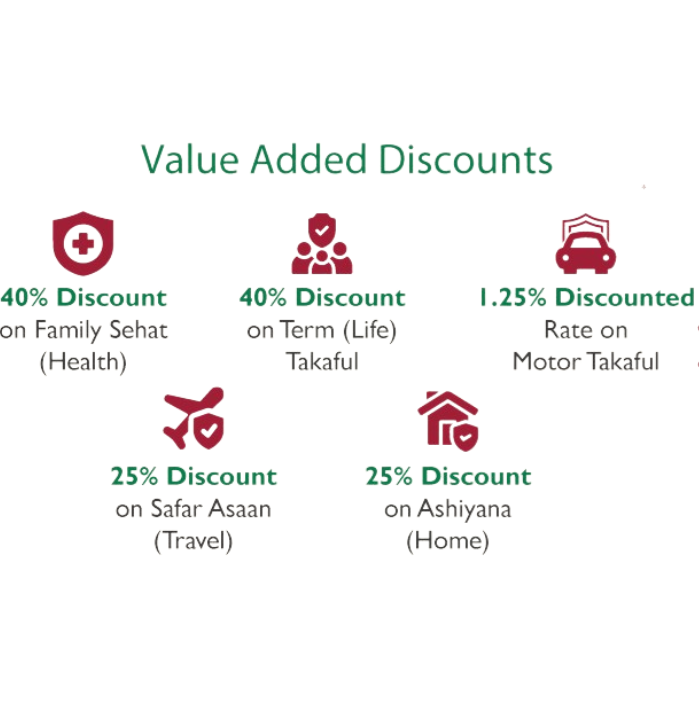 Value Added Discounts
40% Discount
on Family Sehat
(Health)
40% Discount
on Term (Life)
Takaful
1.25% Discounted
Rate on
Motor Takaful
25% Discount
on Safar Asaan
(Travel)
25% Discount
on Ashiyana
(Home)